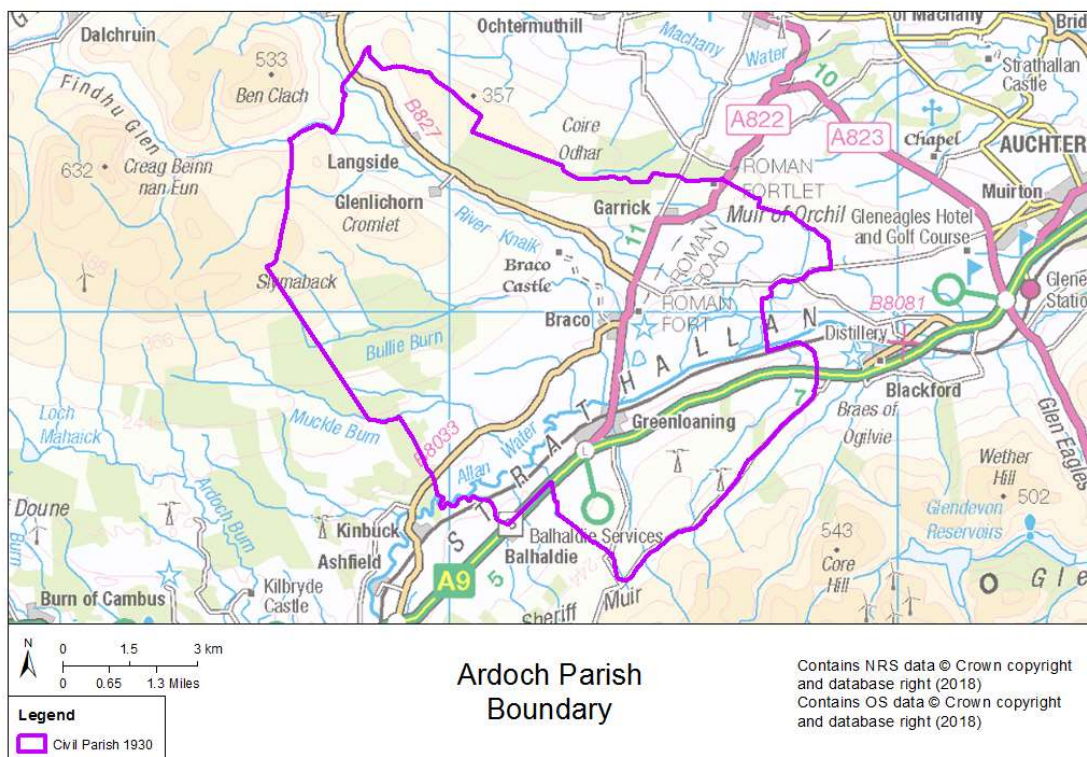 Dalchruin
Ochtermuthill
Machany
Water
of Machany
533
Ben Clach
Findhu Glen
357
10
Strathallan
Castle
B827
Coire
Odhar
A822
A823
Chapel
AUCHTER
632
Creag Beinn
nan Eun
Langside
Glenlichorn
Cromlet
ROMAN
FORTLET
Muirton
Garrick
Muir of Orchil
Gleneagles Hotel
and Golf Course
River Knaik
11
ROMAN
ROAD
Braco
Castle
Slymaback
B8081
Station
ROMAN
FORT
Braco
Distillery
STRATHALLAN
Bullie Burn
Blackford
Loch
Mahaick
244
Muckle Burn
B8033
Greenloaning
7
Braes of
Ogilvie
Glen Eagles
Allan Water
Wether
Hill
502
Ardoch Burn
of Doune
Kinbuck
Glendevon
Reservoirs
Balhaldie Services
543
Core
Hill
Ashfield
Balhaldie
A9
5
Burn of Cambus
Kilbryde
Castle
Sheriff
Muir
N
0 1.5 3 km
0 0.65 1.3 Miles
Legend
Civil Parish 1930
Ardoch Parish
Boundary
Contains NRS data © Crown copyright
and database right (2018)
Contains OS data © Crown copyright
and database right (2018)